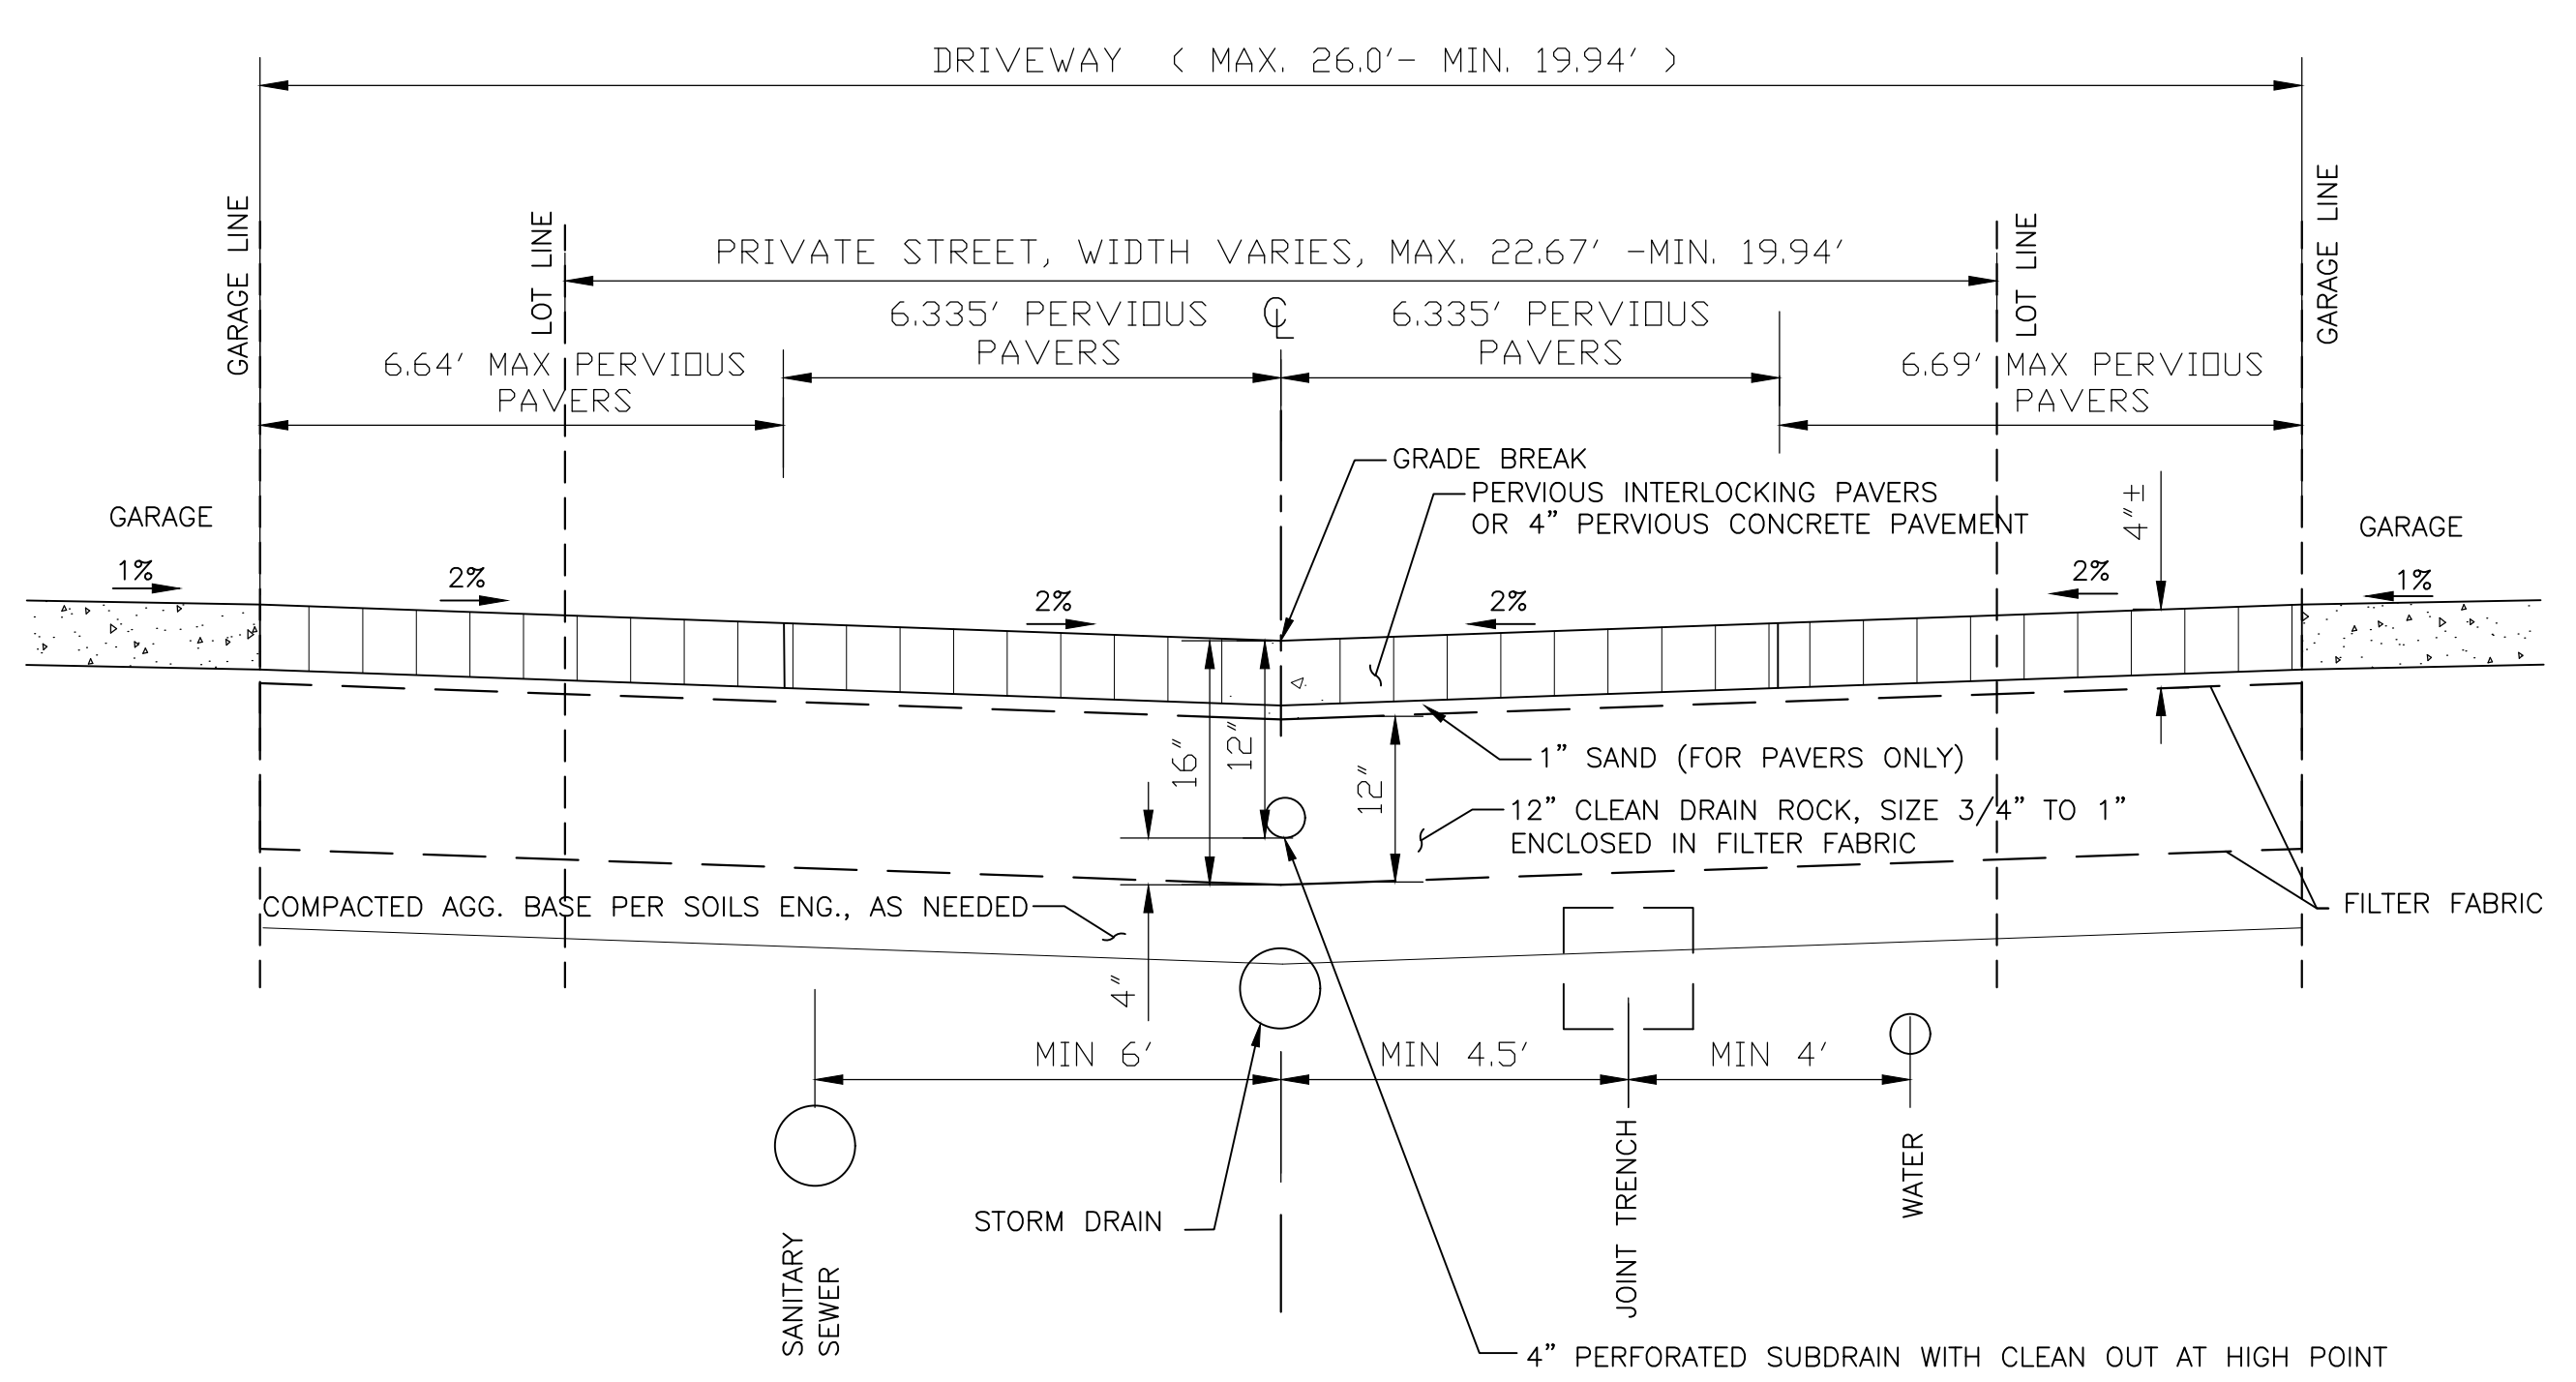 DRIVEWAY ( MAX. 26.0′- MIN. 19.94′ )
GARAGE LINE
LOT LINE
PRIVATE STREET, WIDTH VARIES, MAX. 22.67′ -MIN. 19.94′
LOT LINE
GARAGE LINE
6.335′ PERVIOUS
PAVERS
CL
6.335′ PERVIOUS
PAVERS
6.64′ MAX PERVIOUS
PAVERS
6.69′ MAX PERVIOUS
PAVERS
GRADE BREAK
PERVIOUS INTERLOCKING PAVERS
OR 4” PERVIOUS CONCRETE PAVEMENT
4″±
GARAGE
GARAGE
1%
2%
2%
2%
2%
1%
16″
12″
12″
1” SAND (FOR PAVERS ONLY)
12” CLEAN DRAIN ROCK, SIZE 3/4” TO 1”
ENCLOSED IN FILTER FABRIC
COMPACTED AGG. BASE PER SOILS ENG., AS NEEDED
FILTER FABRIC
4″
MIN 6′
MIN 4.5′
MIN 4′
SANITARY
SEWER
STORM DRAIN
JOINT TRENCH
WATER
4” PERFORATED SUBDRAIN WITH CLEAN OUT AT HIGH POINT